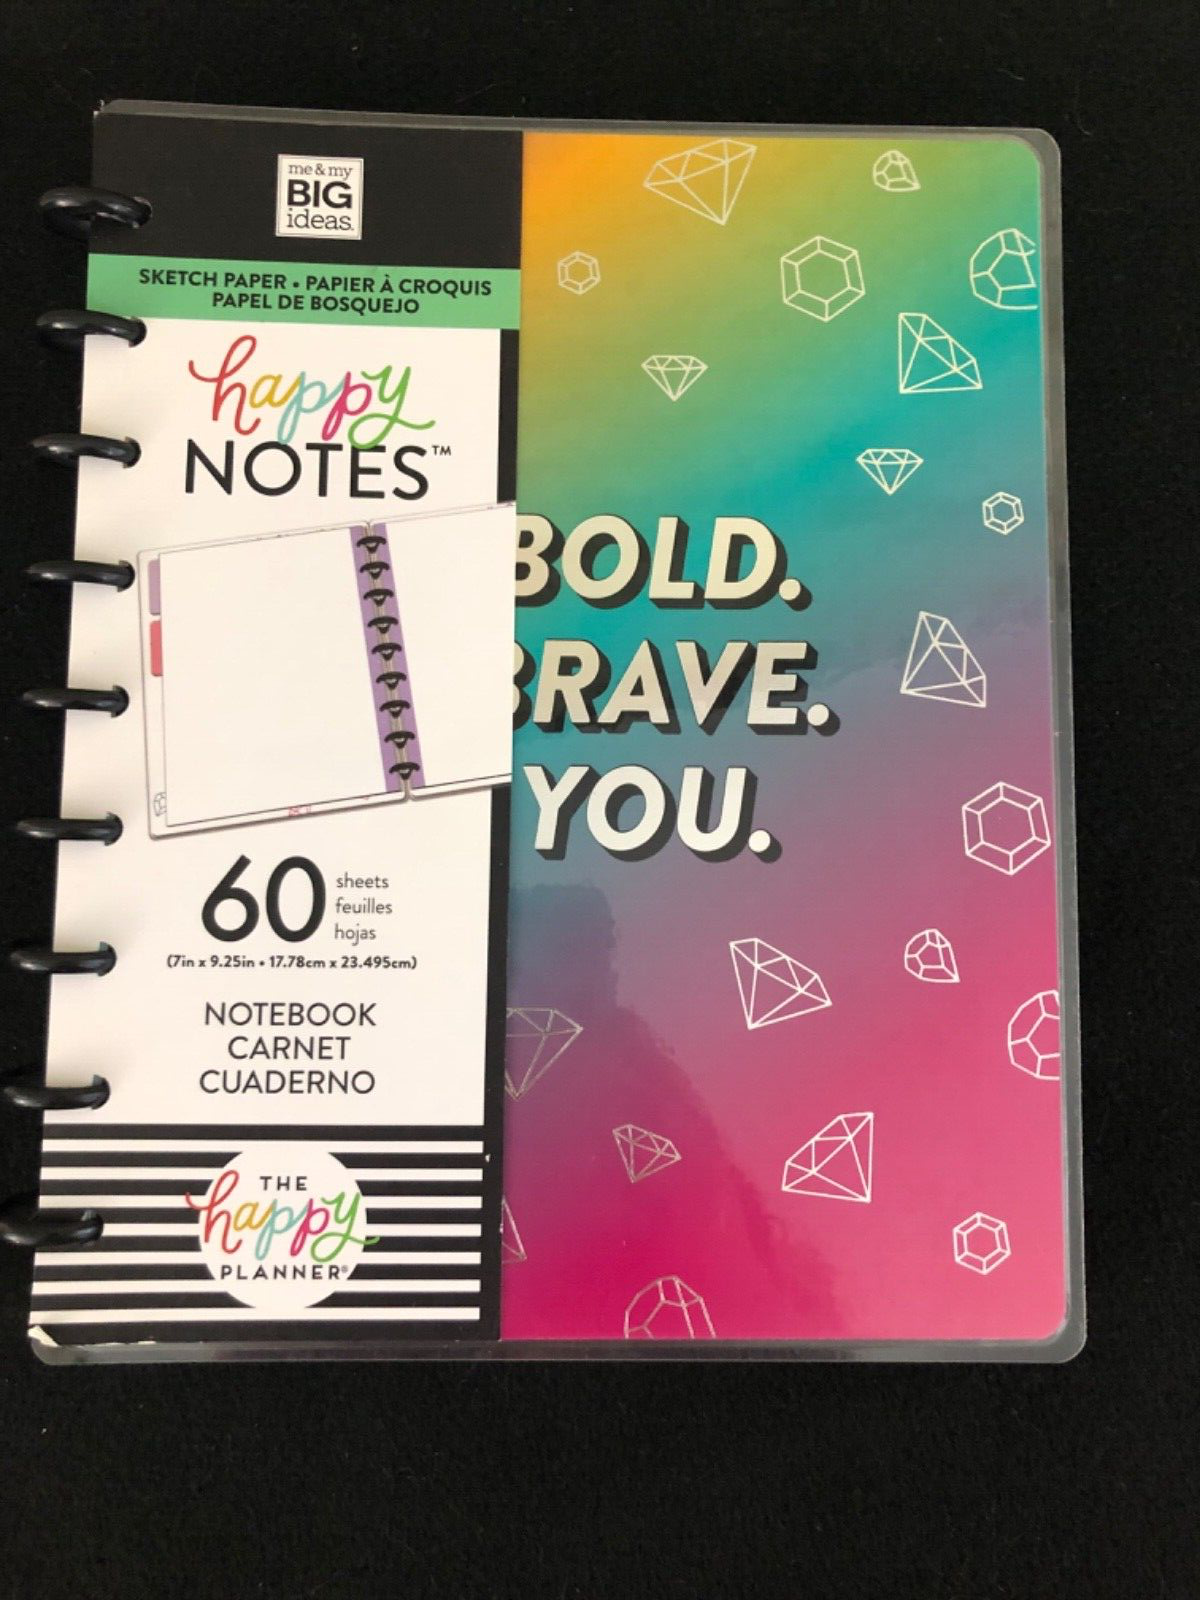 me & my
BIG
ideas.
SKETCH PAPER • PAPIER À CROQUIS
PAPEL DE BOSQUEJO
happy
NOTES™
60
sheets
feuilles
hojas
(7in x 9.25in • 17.78cm x 23.495cm)
NOTEBOOK
CARNET
CUADERNO
THE
happy
PLANNER®
BOLD.
BRAVE.
YOU.